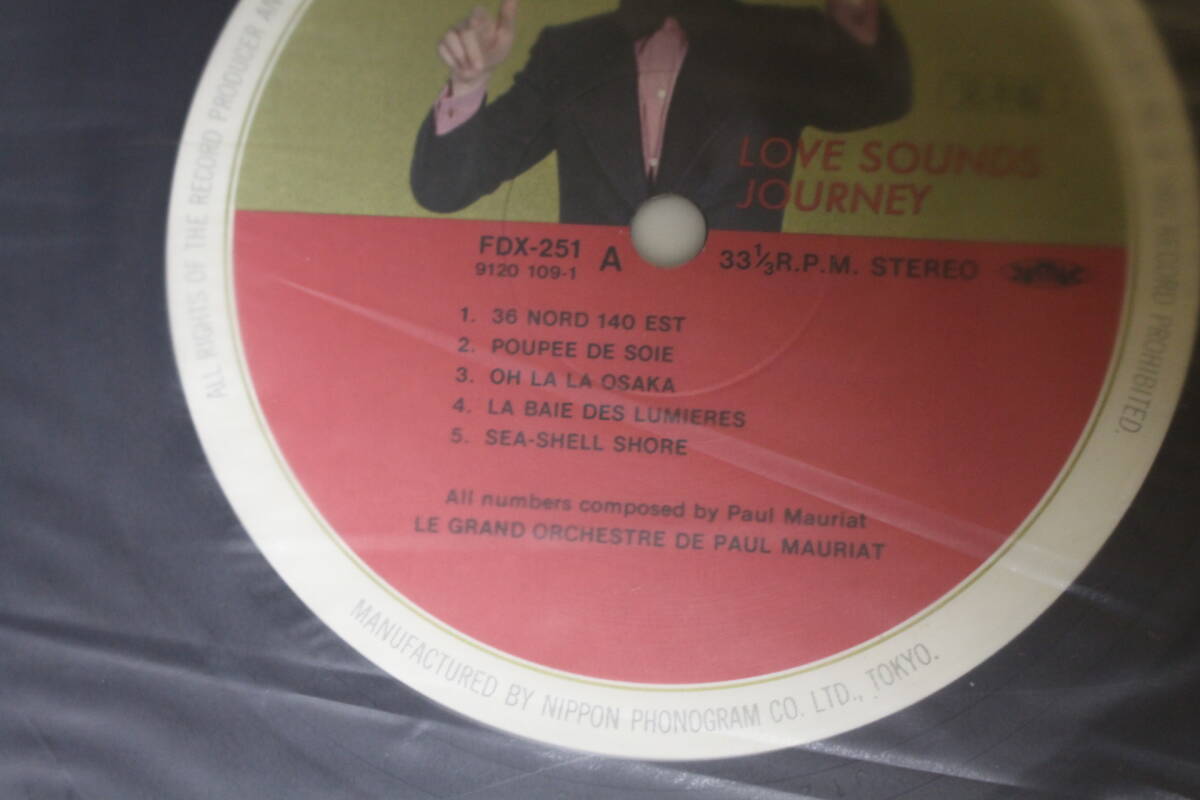 LOVE SOUNDS
JOURNEY
FDX-251
9120 109-1
A
33⅓ R.P.M. STEREO
1. 36 NORD 140 EST
2. POUPEE DE SOIE
3. OH LA LA OSAKA
4. LA BAIE DES LUMIERES
5. SEA-SHELL SHORE
All numbers composed by Paul Mauriat
LE GRAND ORCHESTRE DE PAUL MAURIAT
ALL RIGHTS OF THE RECORD PRODUCER AN
RECORD PROHIBITED.
MANUFACTURED BY NIPPON PHONOGRAM CO. LTD., TOKYO.